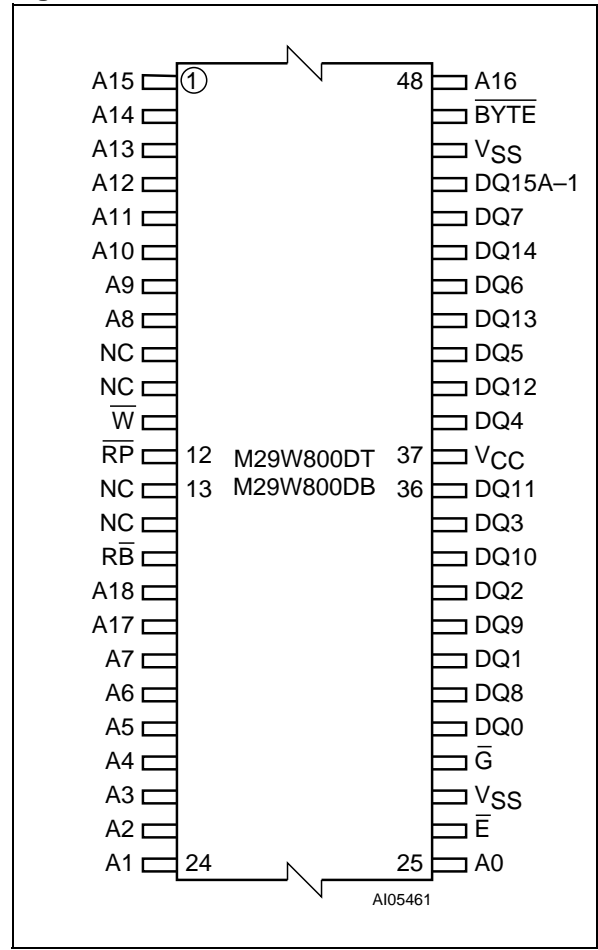 A15 ① 48 A16
A14 B̅Y̅T̅E̅
A13 VSS
A12 DQ15A–1
A11 DQ7
A10 DQ14
A9 DQ6
A8 DQ13
NC DQ5
NC DQ12
W̅ DQ4
R̅P̅ 12 M29W800DT 37 VCC
NC 13 M29W800DB 36 DQ11
NC DQ3
RB̅ DQ10
A18 DQ2
A17 DQ9
A7 DQ1
A6 DQ8
A5 DQ0
A4 G̅
A3 VSS
A2 E̅
A1 24 25 A0
AI05461